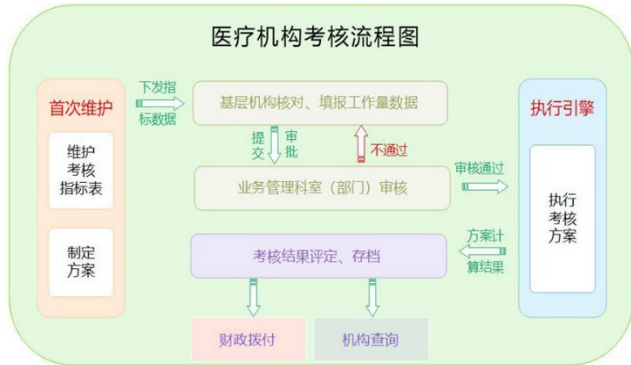 医疗机构考核流程图
首次维护
维护
考核
指标表
制定
方案
下发指
标数据
基层机构核对、填报工作量数据
提交
审批
不通过
业务管理科室（部门）审核
审核通过
执行引擎
执行
考核
方案
方案计
算结果
考核结果评定、存档
财政拨付
机构查询